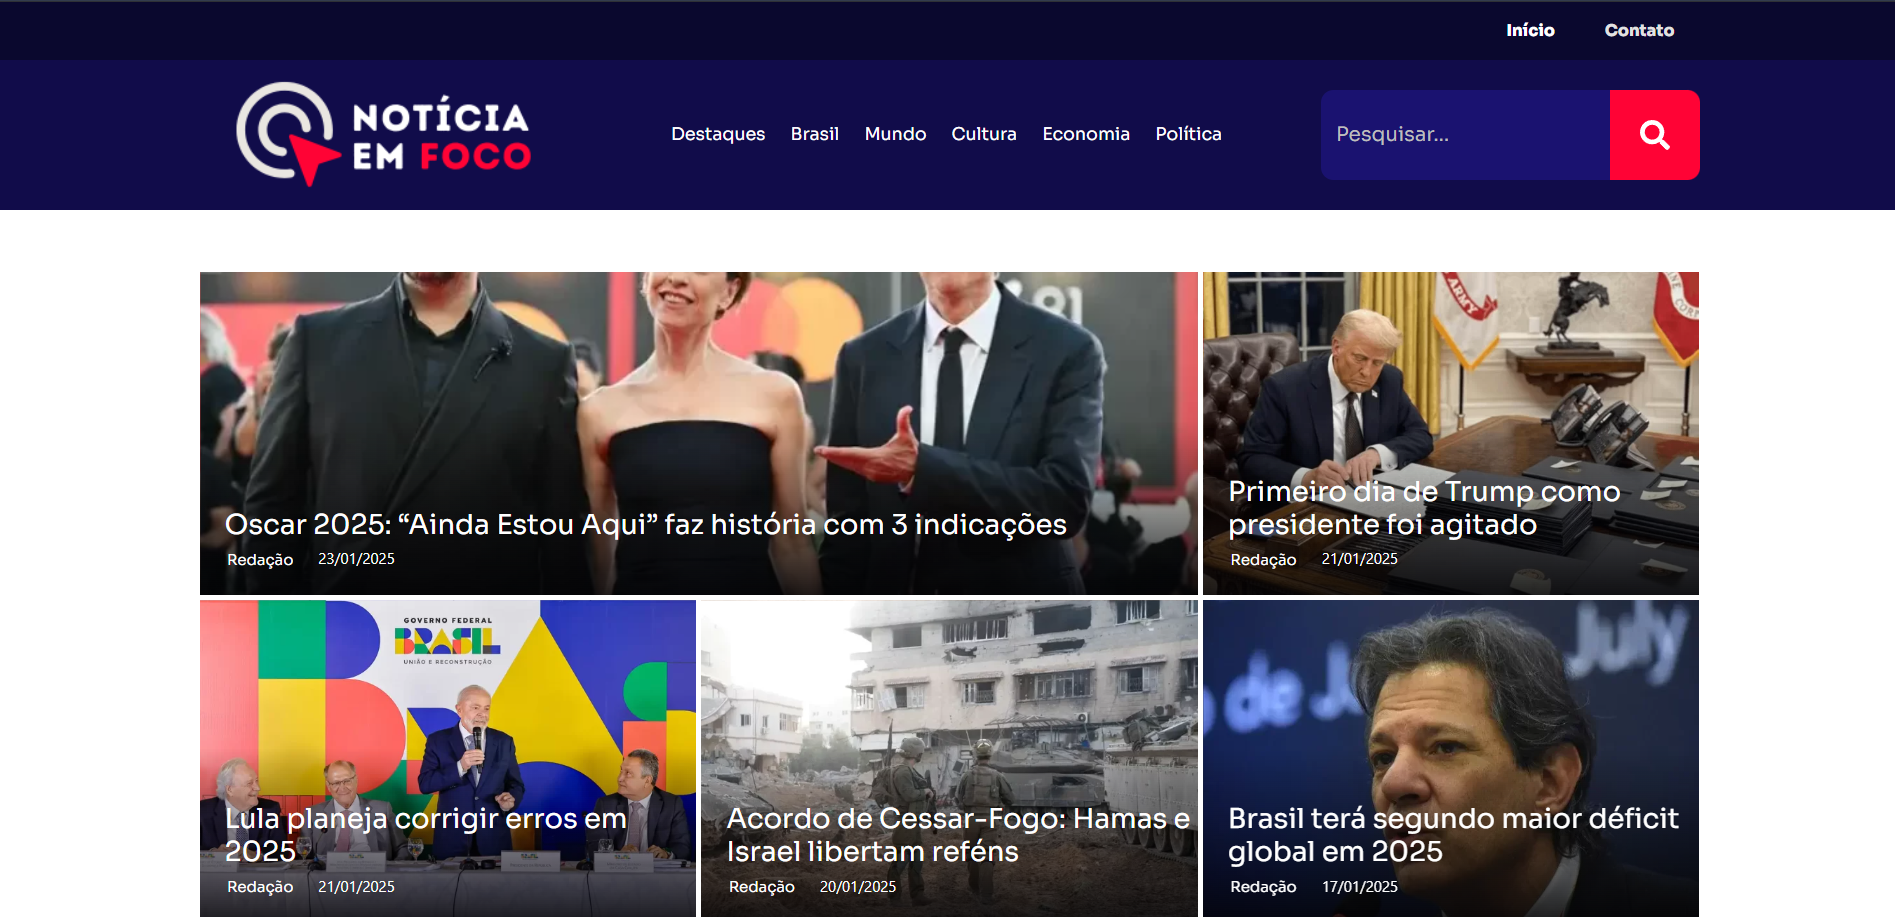 Início Contato
NOTÍCIA
EM FOCO
Destaques Brasil Mundo Cultura Economia Política
Pesquisar...
ARMY
Oscar 2025: “Ainda Estou Aqui” faz história com 3 indicações
Redação 23/01/2025
Primeiro dia de Trump como
presidente foi agitado
Redação 21/01/2025
GOVERNO FEDERAL
BRASIL
UNIÃO E RECONSTRUÇÃO
Lula planeja corrigir erros em
2025
Redação 21/01/2025
Acordo de Cessar-Fogo: Hamas e
Israel libertam reféns
Redação 20/01/2025
July
de
Brasil terá segundo maior déficit
global em 2025
Redação 17/01/2025